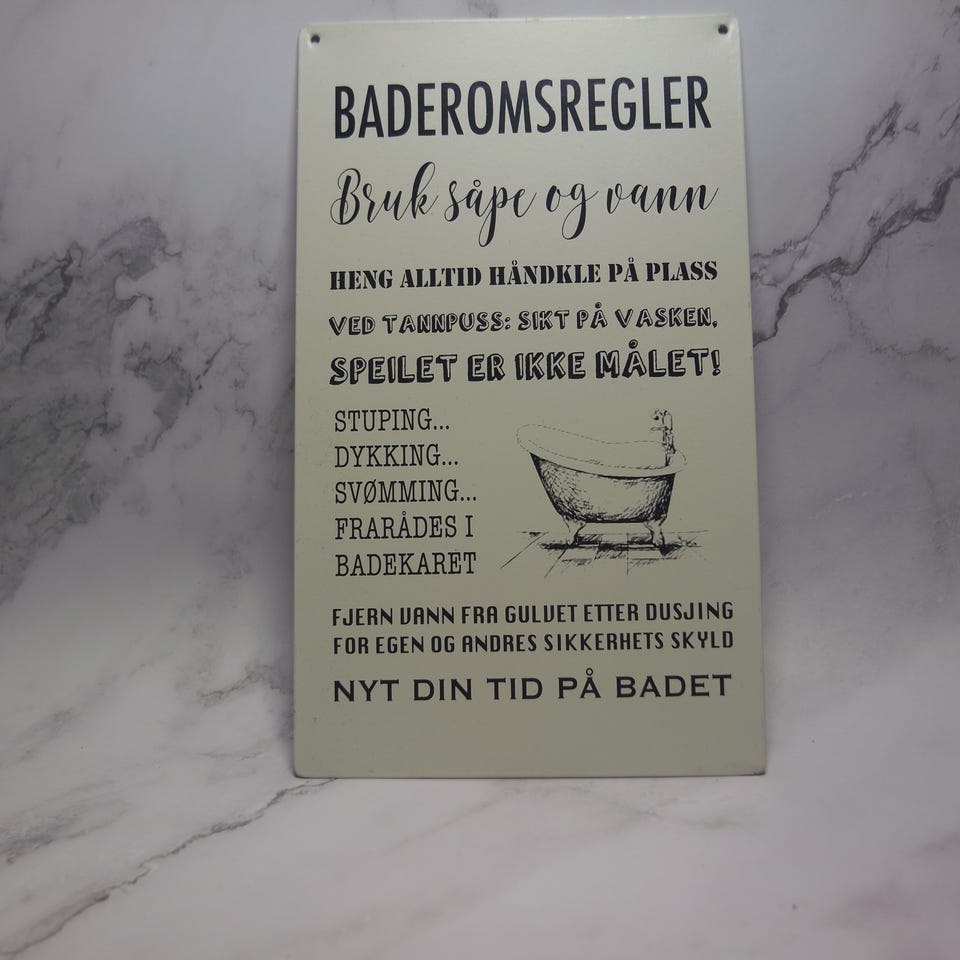 BADEROMSREGLER
Bruk såpe og vann
HENG ALLTID HÅNDKLE PÅ PLASS
VED TANNPUSS: SIKT PÅ VASKEN,
SPEILET ER IKKE MÅLET!
STUPING...
DYKKING...
SVØMMING...
FRARÅDES I
BADEKARET
FJERN VANN FRA GULVET ETTER DUSJING
FOR EGEN OG ANDRES SIKKERHETS SKYLD
NYT DIN TID PÅ BADET